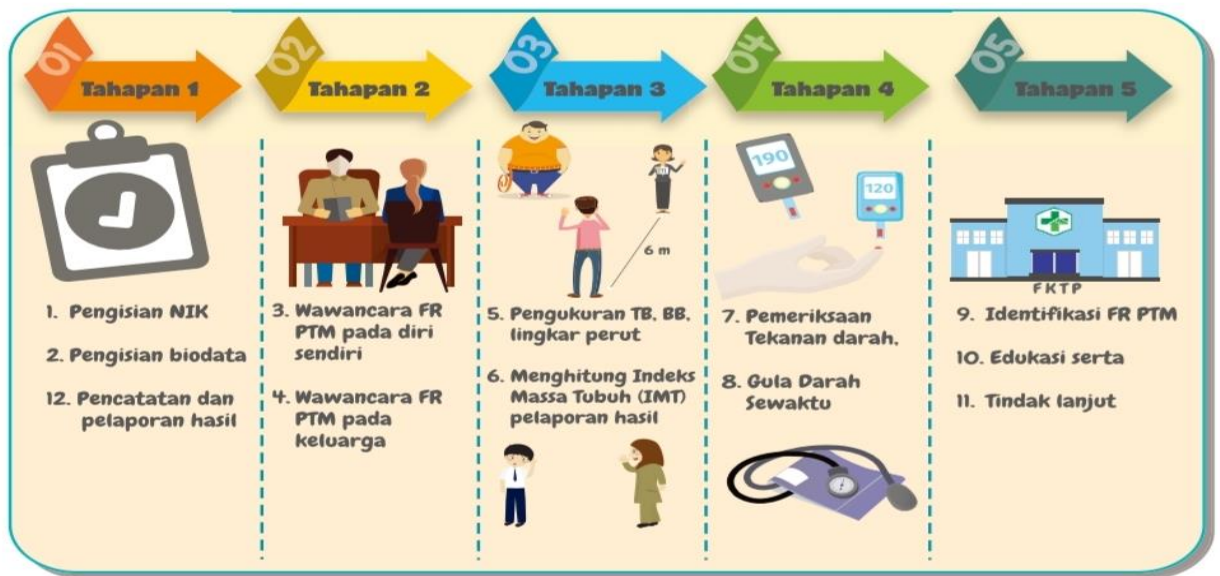 01
Tahapan 1
1. Pengisian NIK
2. Pengisian biodata
12. Pencatatan dan
pelaporan hasil
02
Tahapan 2
3. Wawancara FR
PTM pada diri
sendiri
4. Wawancara FR
PTM pada
keluarga
03
Tahapan 3
6 m
5. Pengukuran TB, BB,
lingkar perut
6. Menghitung Indeks
Massa Tubuh (IMT)
pelaporan hasil
04
Tahapan 4
190
120
7. Pemeriksaan
Tekanan darah,
8. Gula Darah
Sewaktu
05
Tahapan 5
FKTP
9. Identifikasi FR PTM
10. Edukasi serta
11. Tindak lanjut